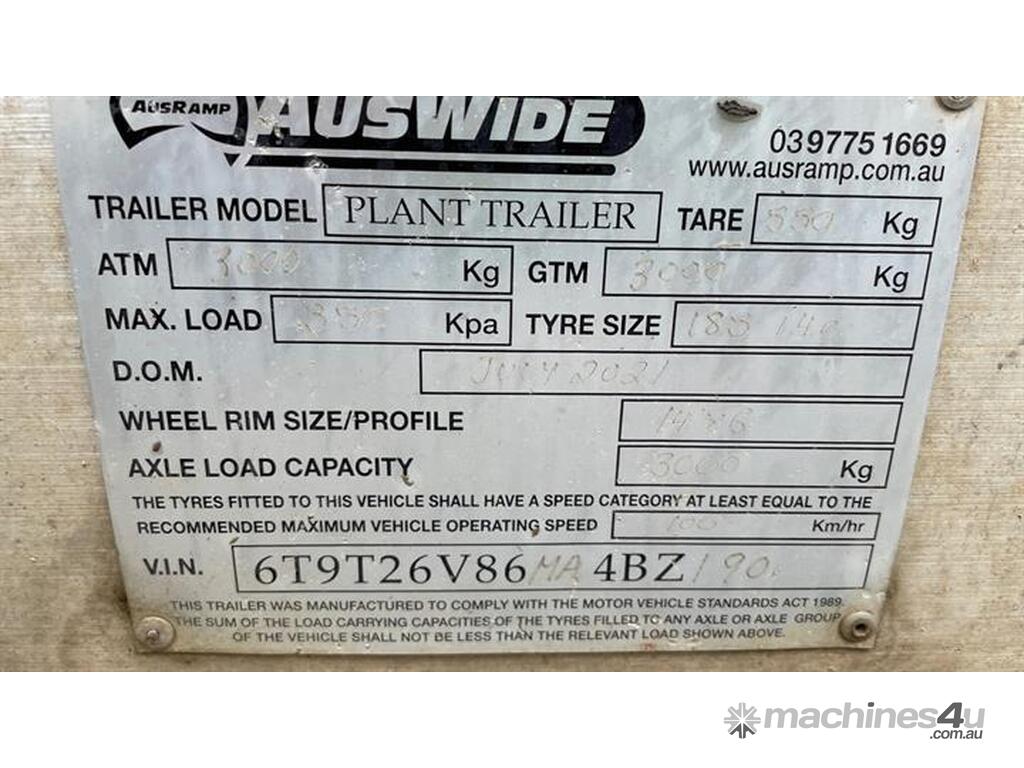 AUSRAMP AUSWIDE
03 9775 1669
www.ausramp.com.au
TRAILER MODEL PLANT TRAILER TARE Kg
ATM 3000 Kg GTM 3000 Kg
MAX. LOAD Kpa TYRE SIZE
D.O.M. JULY 2021
WHEEL RIM SIZE/PROFILE 14x6
AXLE LOAD CAPACITY 3000 Kg
THE TYRES FITTED TO THIS VEHICLE SHALL HAVE A SPEED CATEGORY AT LEAST EQUAL TO THE
RECOMMENDED MAXIMUM VEHICLE OPERATING SPEED 100 Km/hr
V.I.N. 6T9T26V86MA4BZ190
THIS TRAILER WAS MANUFACTURED TO COMPLY WITH THE MOTOR VEHICLE STANDARDS ACT 1989.
THE SUM OF THE LOAD CARRYING CAPACITIES OF THE TYRES FILLED TO ANY AXLE OR AXLE GROUP
OF THE VEHICLE SHALL NOT BE LESS THAN THE RELEVANT LOAD SHOWN ABOVE.
machines4u
.com.au